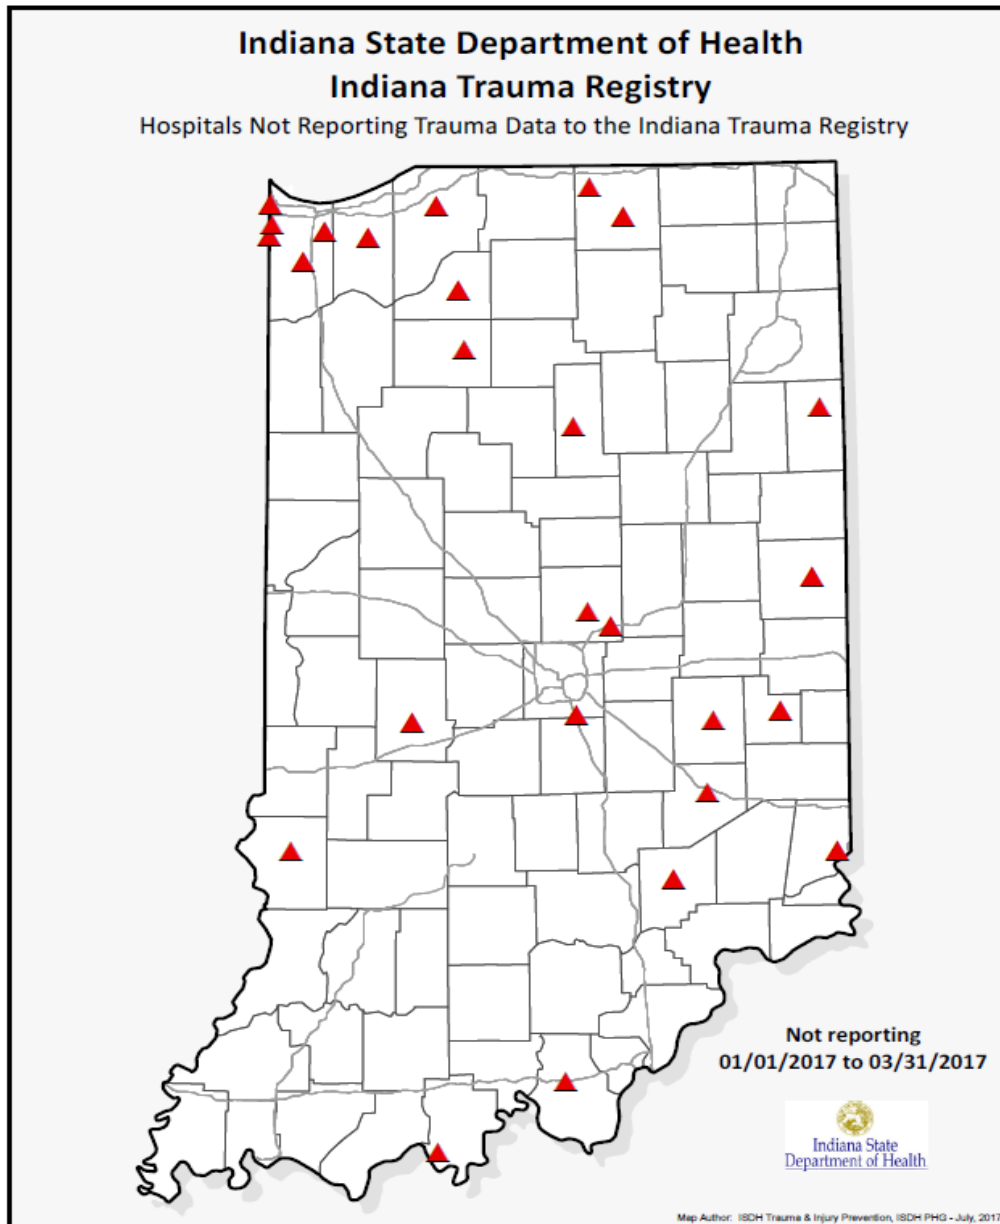 Indiana State Department of Health
Indiana Trauma Registry
Hospitals Not Reporting Trauma Data to the Indiana Trauma Registry
Not reporting
01/01/2017 to 03/31/2017
Indiana State
Department of Health
Map Author: ISDH Trauma & Injury Prevention, ISDH PHG - July, 2017